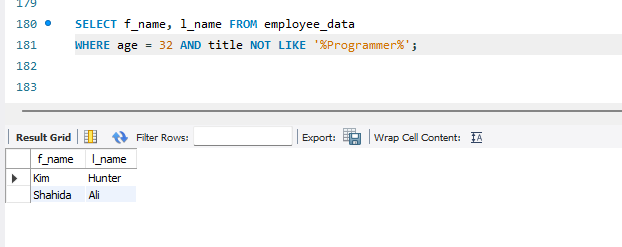 179
180 SELECT f_name, l_name FROM employee_data
181 WHERE age = 32 AND title NOT LIKE '%Programmer%';
182
183
Result Grid Filter Rows: Export: Wrap Cell Content:
f_name l_name
Kim Hunter
Shahida Ali